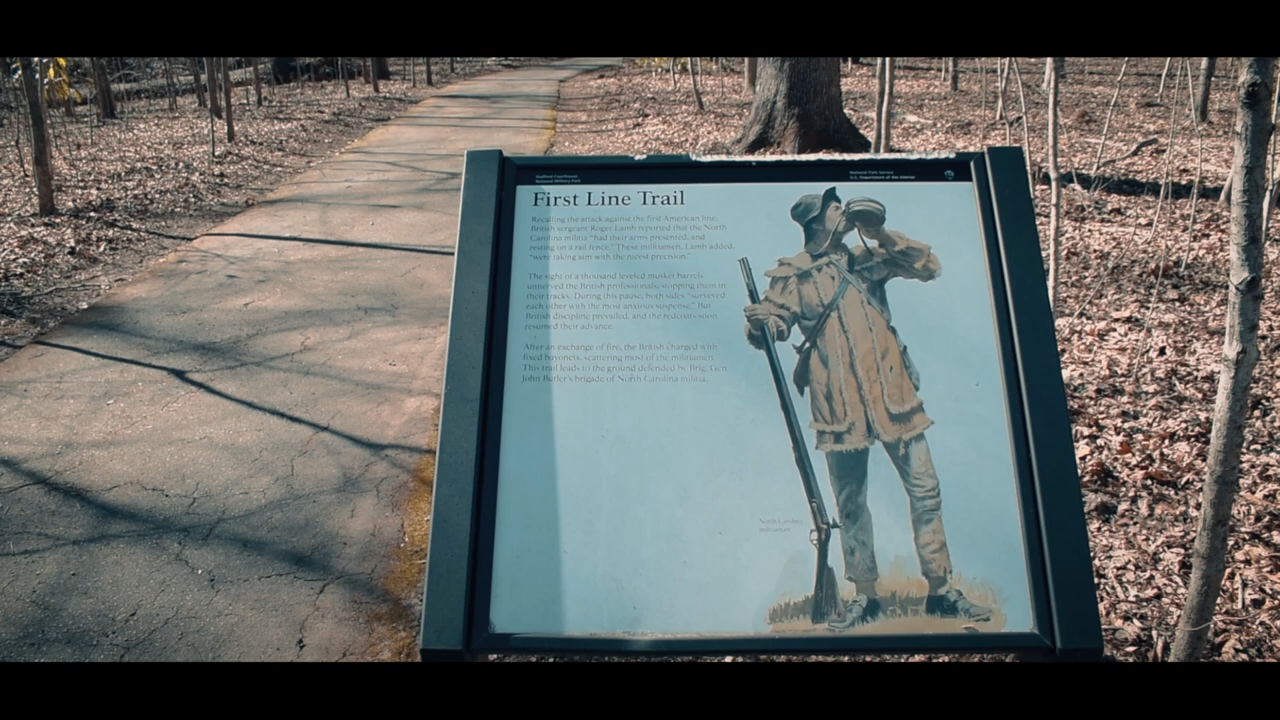 Guilford Courthouse
National Military Park
National Park Service
U.S. Department of the Interior
First Line Trail
Recalling the attack against the first American line,
British sergeant Roger Lamb reported that the North
Carolina militia "had their arms presented, and
resting on a rail fence." These militiamen, Lamb added,
"were taking aim with the nicest precision."
The sight of a thousand leveled musket barrels
unnerved the British professionals, stopping them in
their tracks. During this pause, both sides "surveyed
each other with the most anxious suspense." But
British discipline prevailed, and the redcoats soon
resumed their advance.
After an exchange of fire, the British charged with
fixed bayonets, scattering most of the militiamen.
This trail leads to the ground defended by Brig. Gen.
John Butler's brigade of North Carolina militia.
North Carolina
militiaman